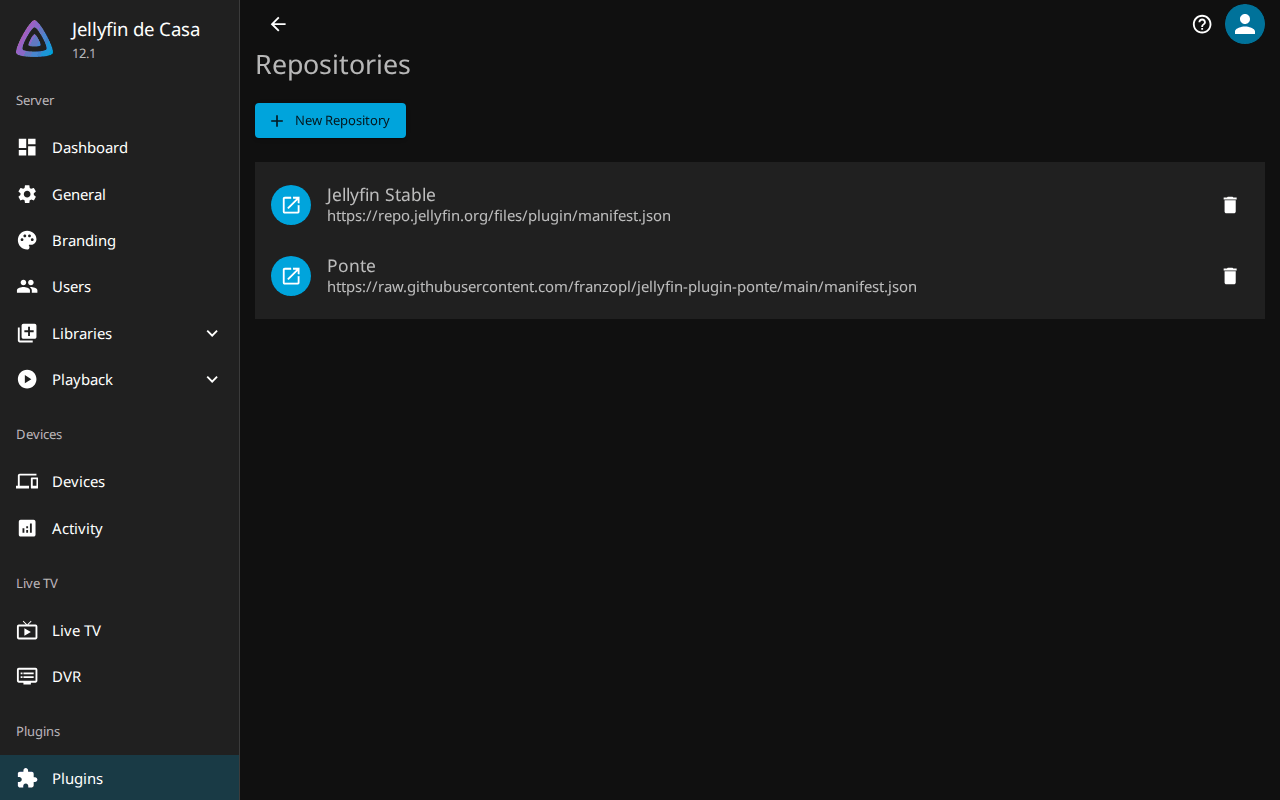 Jellyfin de Casa
12.1
Server
Dashboard
General
Branding
Users
Libraries
Playback
Devices
Devices
Activity
Live TV
Live TV
DVR
Plugins
Plugins
Repositories
New Repository
Jellyfin Stable
https://repo.jellyfin.org/files/plugin/manifest.json
Ponte
https://raw.githubusercontent.com/franzopl/jellyfin-plugin-ponte/main/manifest.json